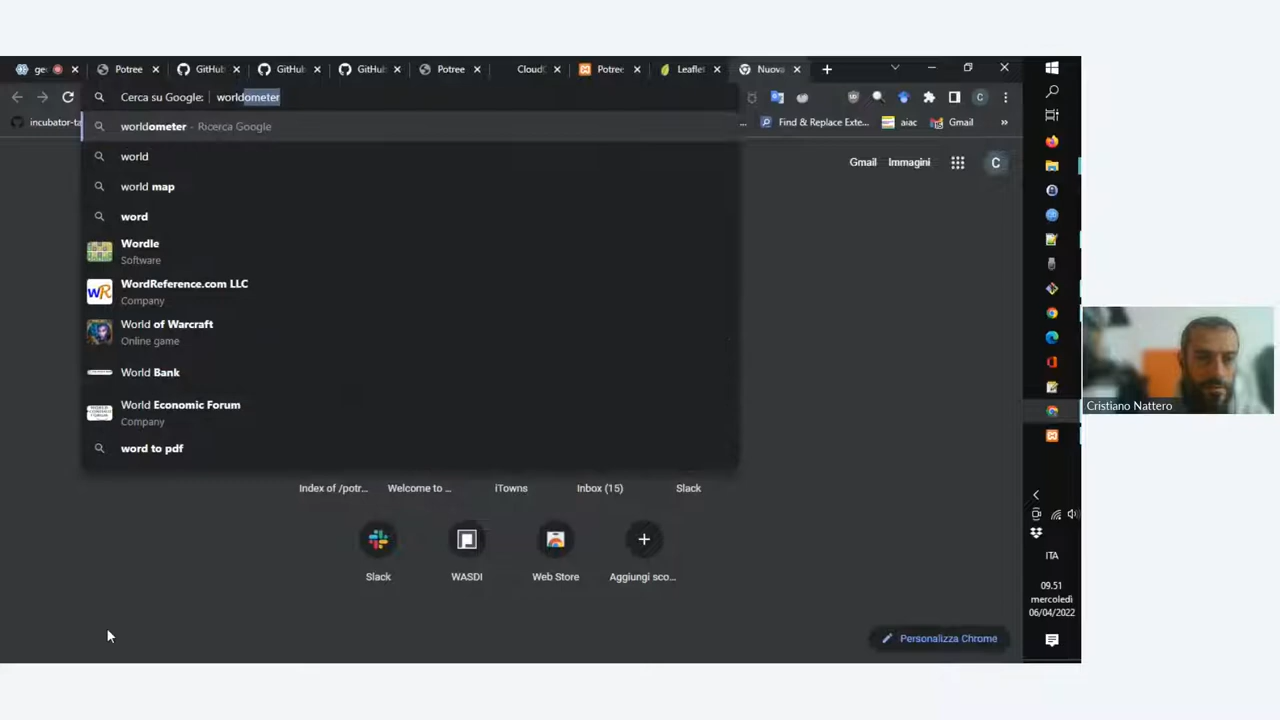 ge
Potree
GitHub
GitHub
GitHub
Potree
CloudC
Potree
Leaflet
Nuova
Cerca su Google: worldometer
incubator-ta
Find & Replace Exte...
aiac
Gmail
»
worldometer - Ricerca Google
world
world map
word
Wordle
Software
WordReference.com LLC
Company
World of Warcraft
Online game
World Bank
World Economic Forum
Company
word to pdf
Gmail Immagini
C
Index of /potr...
Welcome to ...
iTowns
Inbox (15)
Slack
Slack
WASDI
Web Store
Aggiungi sco...
Personalizza Chrome
ITA
09.51
mercoledì
06/04/2022
Cristiano Nattero